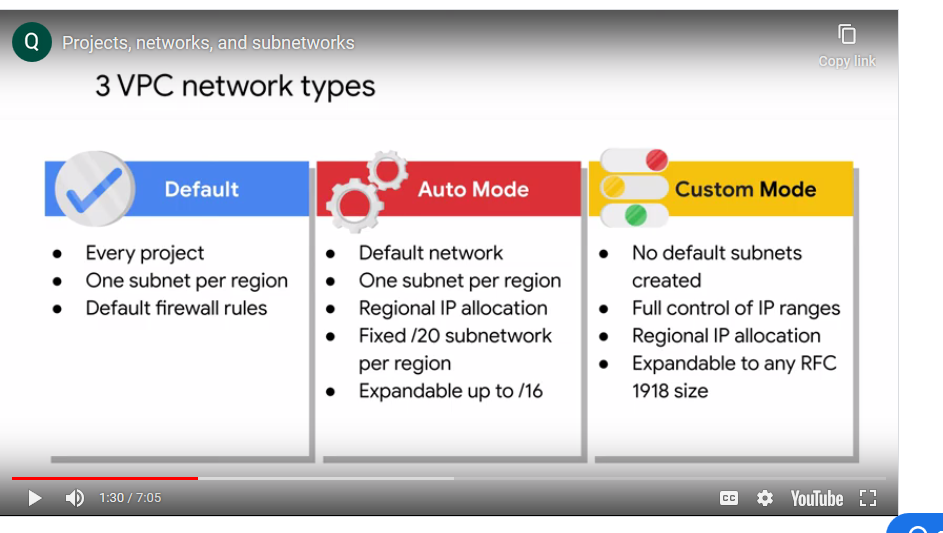 Q
Projects, networks, and subnetworks
Copy link
3 VPC network types
Default
Every project
One subnet per region
Default firewall rules
Auto Mode
Default network
One subnet per region
Regional IP allocation
Fixed /20 subnetwork
per region
Expandable up to /16
Custom Mode
No default subnets
created
Full control of IP ranges
Regional IP allocation
Expandable to any RFC
1918 size
1:30 / 7:05
CC
YouTube